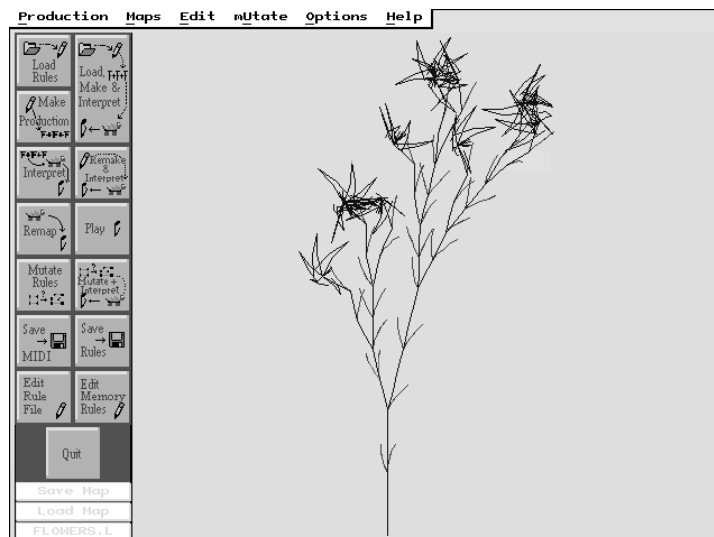 Production Maps Edit mUtate Options Help
Load
Rules
Load,
F+F+F
Make &
Interpret
Make
Production
F+F+F
F+F+F
Interpret
Remake
&
Interpret
Remap
Play
Mutate
Rules
Mutate +
Interpret
Save
MIDI
Save
Rules
Edit
Rule
File
Edit
Memory
Rules
Quit
Save Map
Load Map
FLOWERS.L